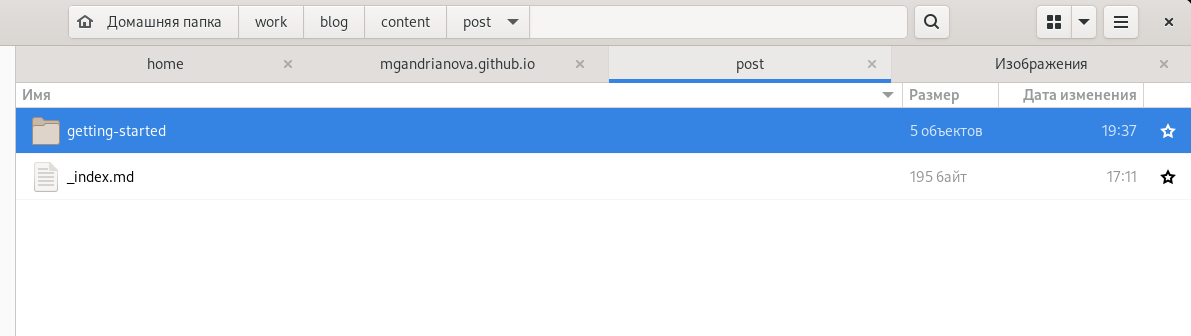 Домашняя папка work blog content post
home mgandrianova.github.io post Изображения
Имя Размер Дата изменения
getting-started 5 объектов 19:37
_index.md 195 байт 17:11